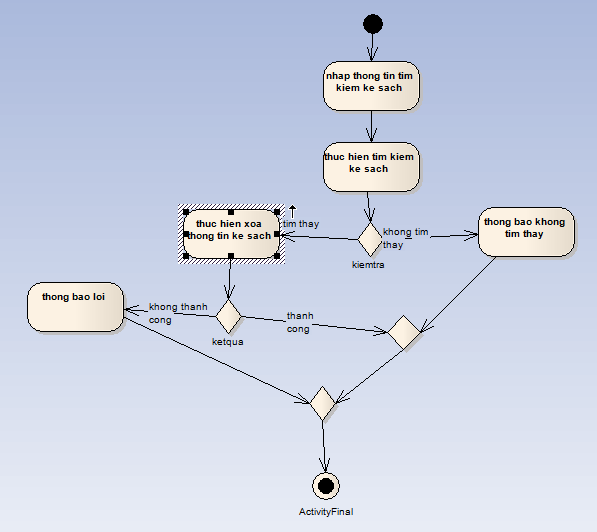 nhap thong tin tim
kiem ke sach
thuc hien tim kiem
ke sach
thuc hien xoa
thong tin ke sach
tim thay
khong tim
thay
thong bao khong
tim thay
kiemtra
thong bao loi
khong thanh
cong
thanh
cong
ketqua
ActivityFinal